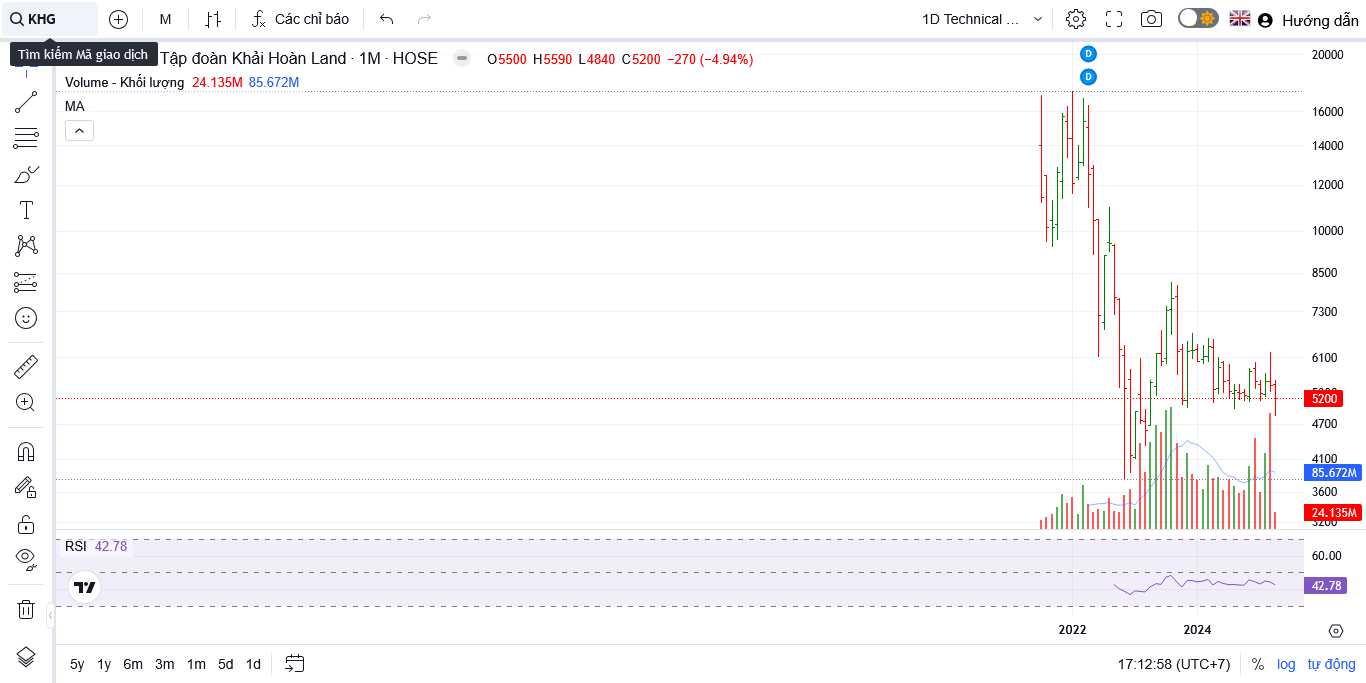 KHG M Các chỉ báo 1D Technical ... Hướng dẫn
Tìm kiếm Mã giao dịch
Tập đoàn Khải Hoàn Land · 1M · HOSE O5500 H5590 L4840 C5200 −270 (−4.94%)
D
D
Volume - Khối lượng 24.135M 85.672M
MA
20000
16000
14000
12000
10000
8500
7300
6100
5200
4700
4100
85.672M
3600
24.135M
3200
RSI 42.78
60.00
42.78
2022 2024
5y 1y 6m 3m 1m 5d 1d 17:12:58 (UTC+7) % log tự động